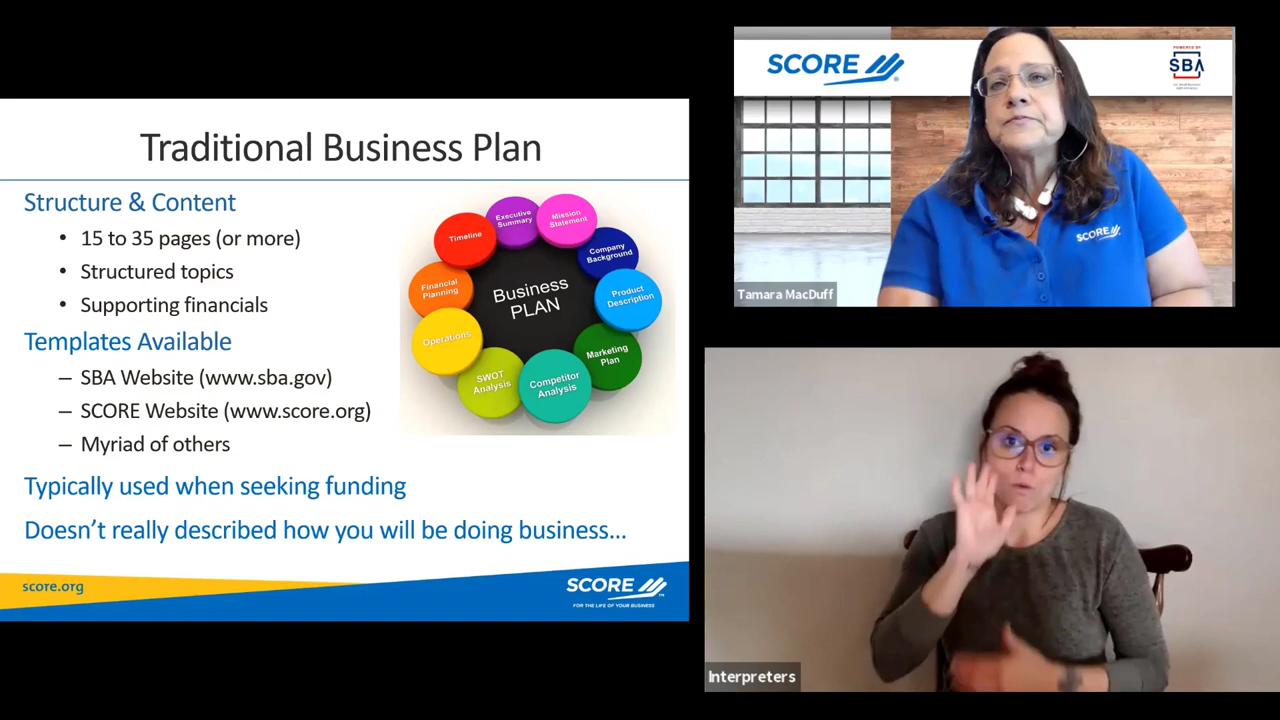 Traditional Business Plan
Structure & Content
• 15 to 35 pages (or more)
• Structured topics
• Supporting financials
Templates Available
– SBA Website (www.sba.gov)
– SCORE Website (www.score.org)
– Myriad of others
Typically used when seeking funding
Doesn't really described how you will be doing business...
Business
PLAN
Executive
Summary
Mission
Statement
Company
Background
Product
Description
Marketing
Plan
Competitor
Analysis
SWOT
Analysis
Operations
Financial
Planning
Timeline
score.org
SCORE
FOR THE LIFE OF YOUR BUSINESS
SCORE
POWERED BY
SBA
SCORE
Tamara MacDuff
Interpreters